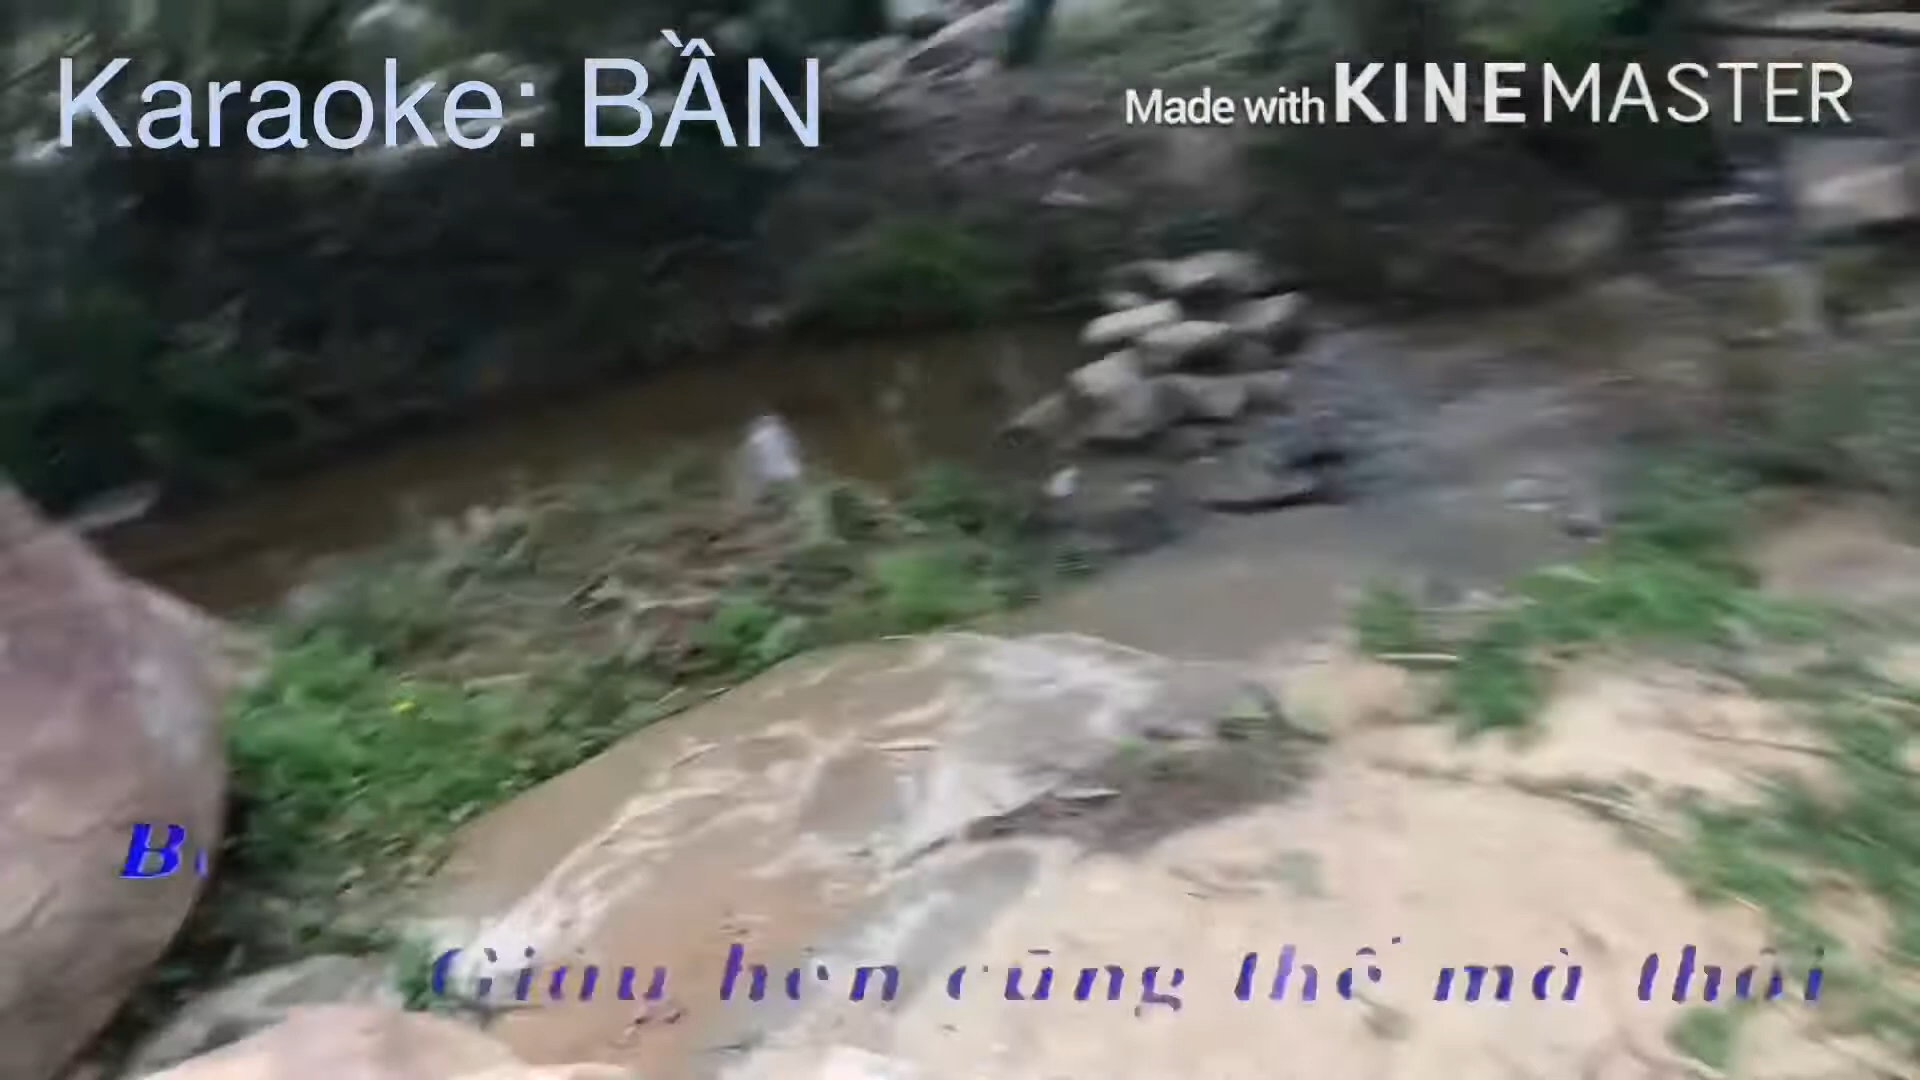 Karaoke: BẦN
Made with KINEMASTER
B
Giàu hèn cũng thế mà thôi